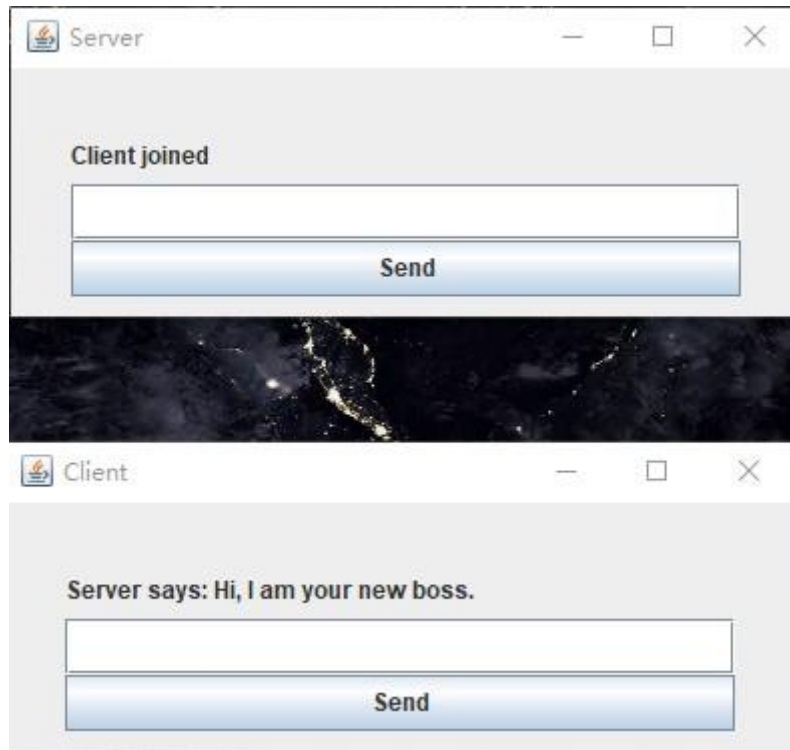 Server
Client joined
Send
Client
Server says: Hi, I am your new boss.
Send